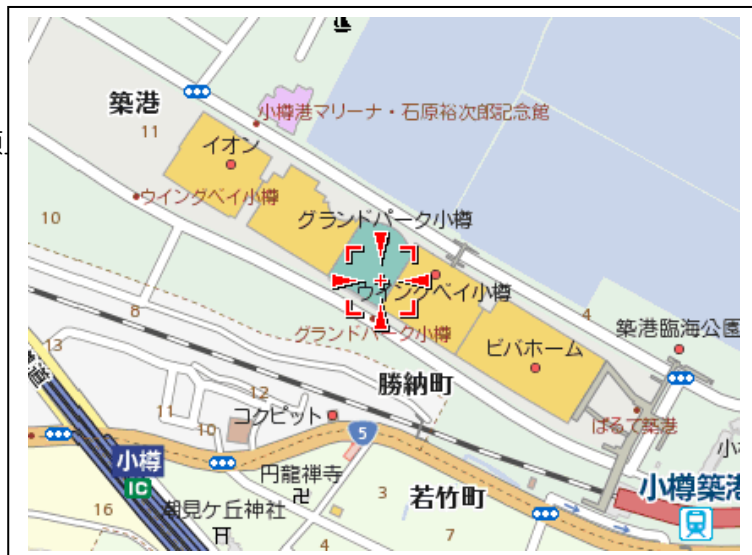 築港
小樽港マリーナ・石原裕次郎記念館
11
イオン
ウイングベイ小樽
10
グランドパーク小樽
ウイングベイ小樽
4
8
グランドパーク小樽
築港臨海公園
13
ビバホーム
勝納町
12
11
10
コクピット
ぱるて築港
5
小樽
IC
円龍禅寺
3
若竹町
小樽築港
16
潮見ケ丘神社
4
7